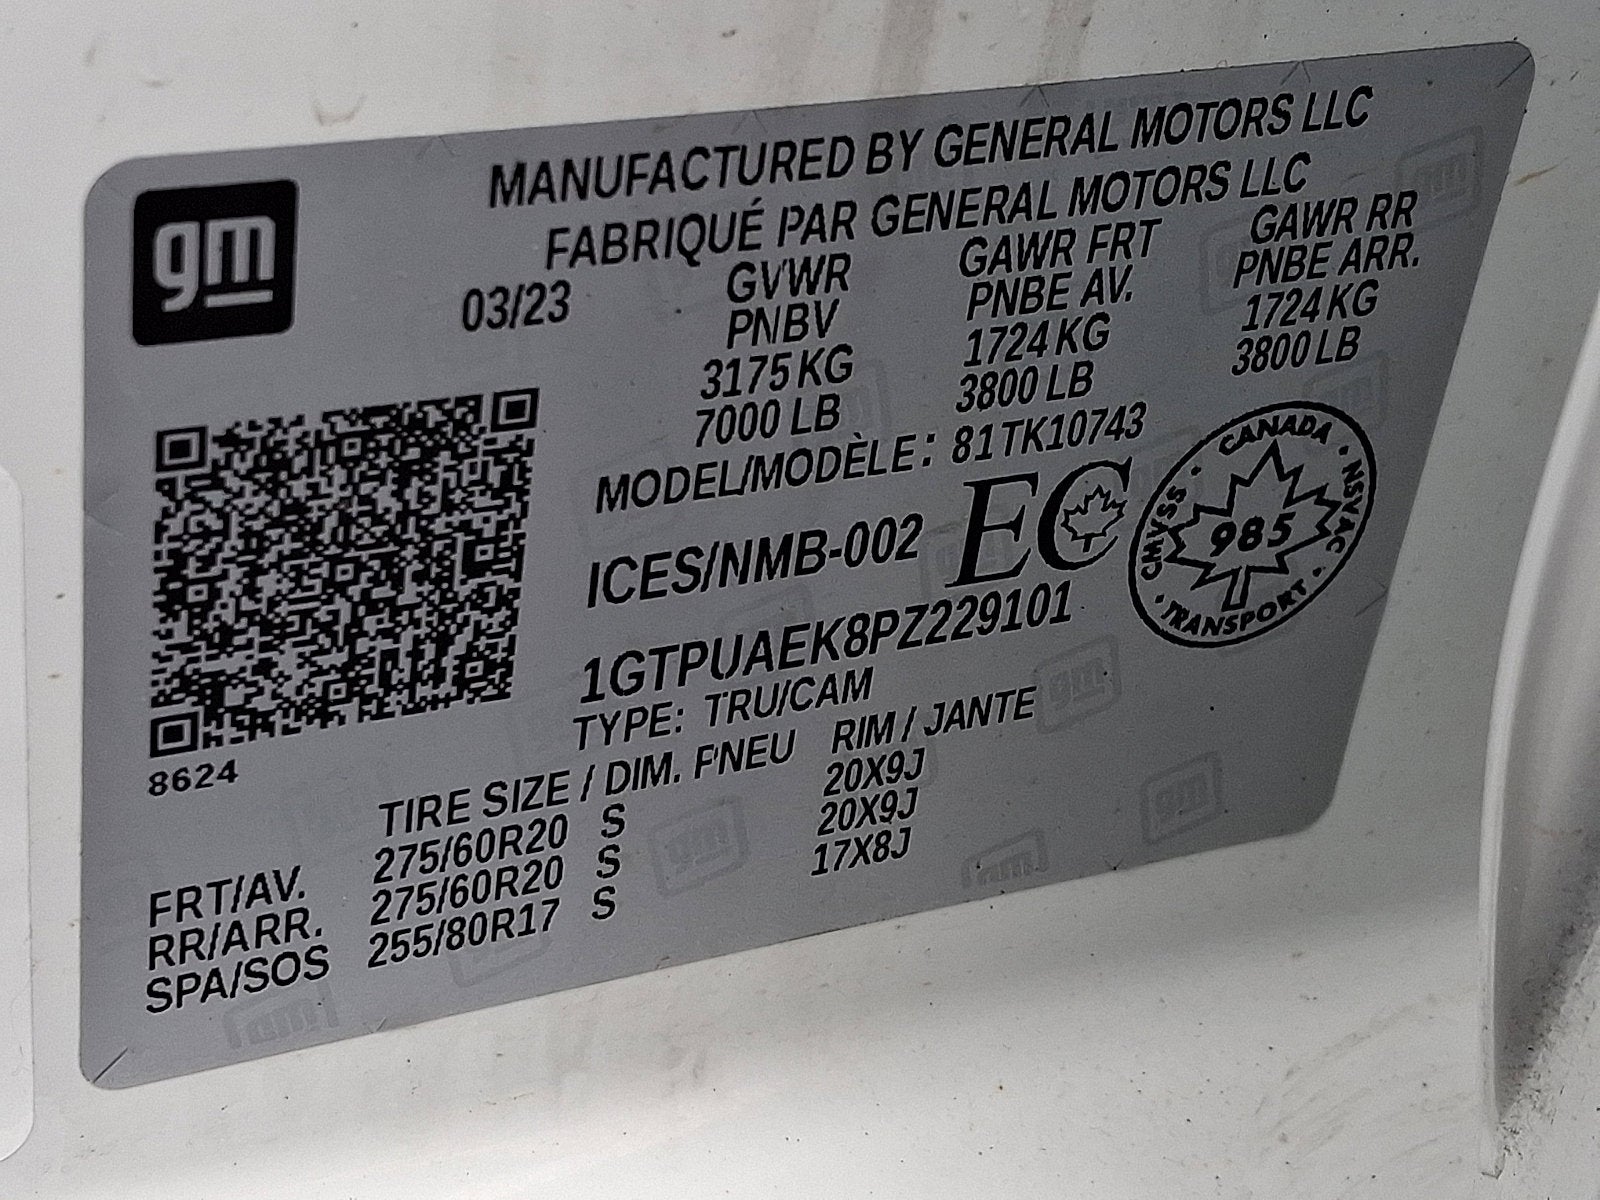 gm
MANUFACTURED BY GENERAL MOTORS LLC
FABRIQUÉ PAR GENERAL MOTORS LLC
03/23 GVWR GAWR FRT GAWR RR
PNBV PNBE AV. PNBE ARR.
3175 KG 1724 KG 1724 KG
7000 LB 3800 LB 3800 LB
MODEL/MODÈLE: 81TK10743
ICES/NMB-002 EC
CANADA
CMVSS 985 NSVAC
TRANSPORT
1GTPUAEK8PZ229101
TYPE: TRU/CAM
8624
TIRE SIZE / DIM. PNEU RIM / JANTE
FRT/AV. 275/60R20 S 20X9J
RR/ARR. 275/60R20 S 20X9J
SPA/SOS 255/80R17 S 17X8J